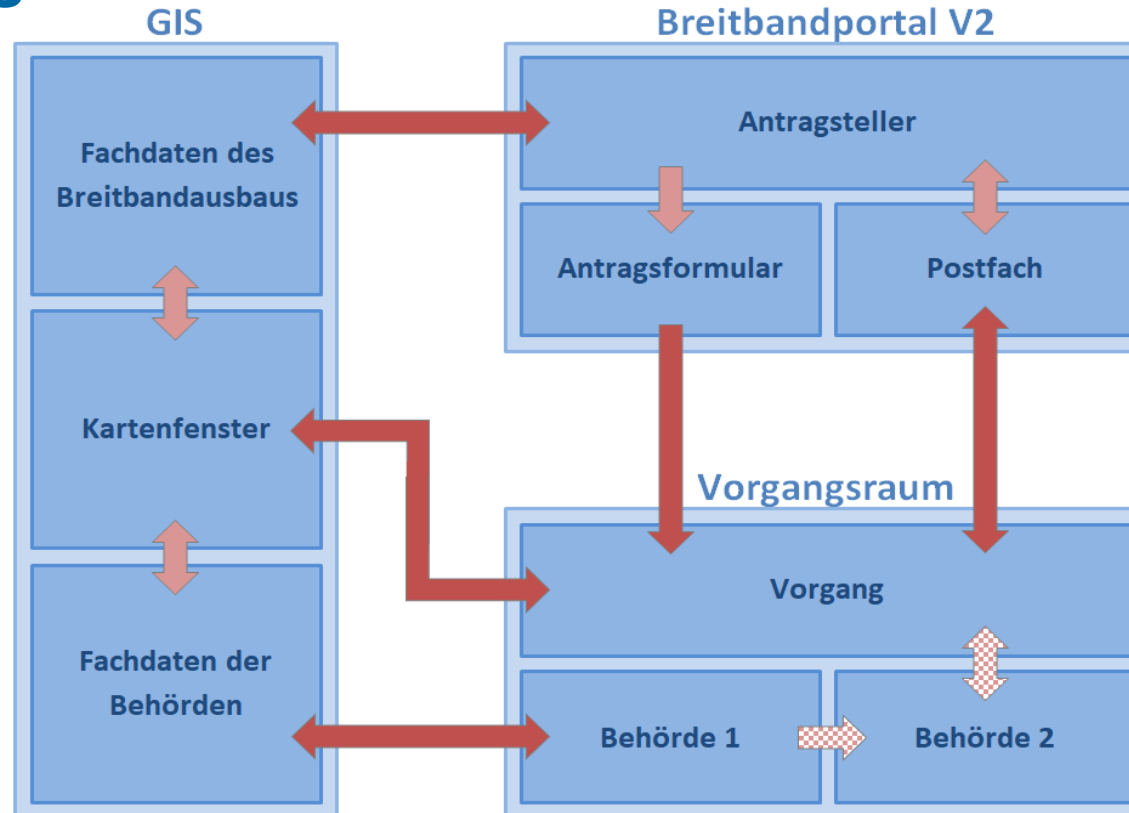 GIS
Fachdaten des
Breitbandausbaus
Kartenfenster
Fachdaten der
Behörden
Breitbandportal V2
Antragsteller
Antragsformular
Postfach
Vorgangsraum
Vorgang
Behörde 1
Behörde 2